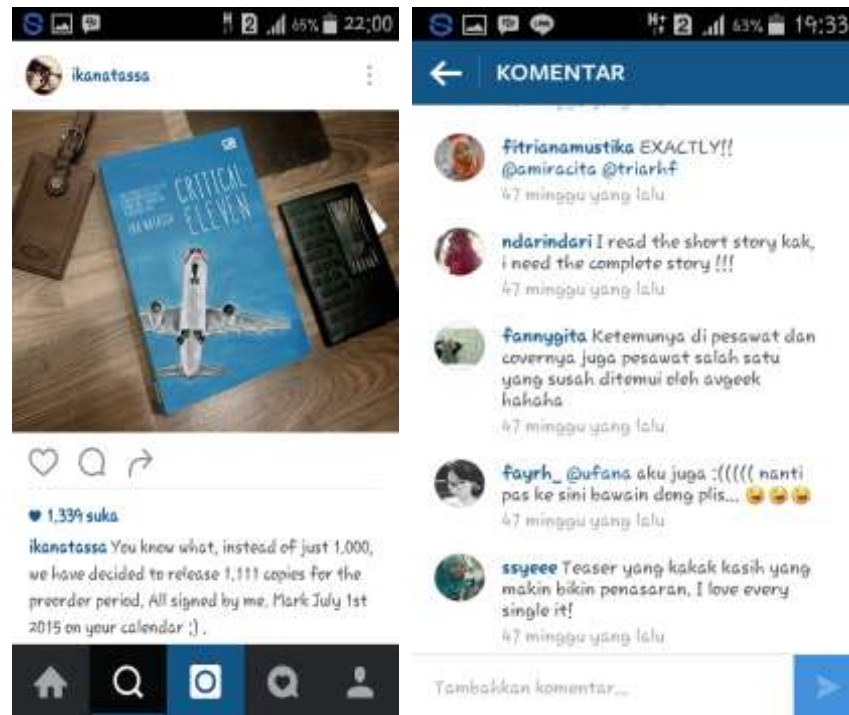 65% 22:00
ikanatassa
CRITICAL
ELEVEN
IKA NATASSA
1,339 suka
ikanatassa You know what, instead of just 1,000,
we have decided to release 1,111 copies for the
preorder period. All signed by me. Mark July 1st
2015 on your calendar ;) .
63% 19:33
KOMENTAR
fitrianamustika EXACTLY!!
@amiracita @triarhf
47 minggu yang lalu
ndarindari I read the short story kak,
i need the complete story !!!
47 minggu yang lalu
fannygita Ketemunya di pesawat dan
covernya juga pesawat salah satu
yang susah ditemui oleh avgeek
hahaha
47 minggu yang lalu
fayrh_ @ufana aku juga :((((( nanti
pas ke sini bawain dong plis...
47 minggu yang lalu
ssyeee Teaser yang kakak kasih yang
makin bikin penasaran, I love every
single it!
47 minggu yang lalu
Tambahkan komentar...